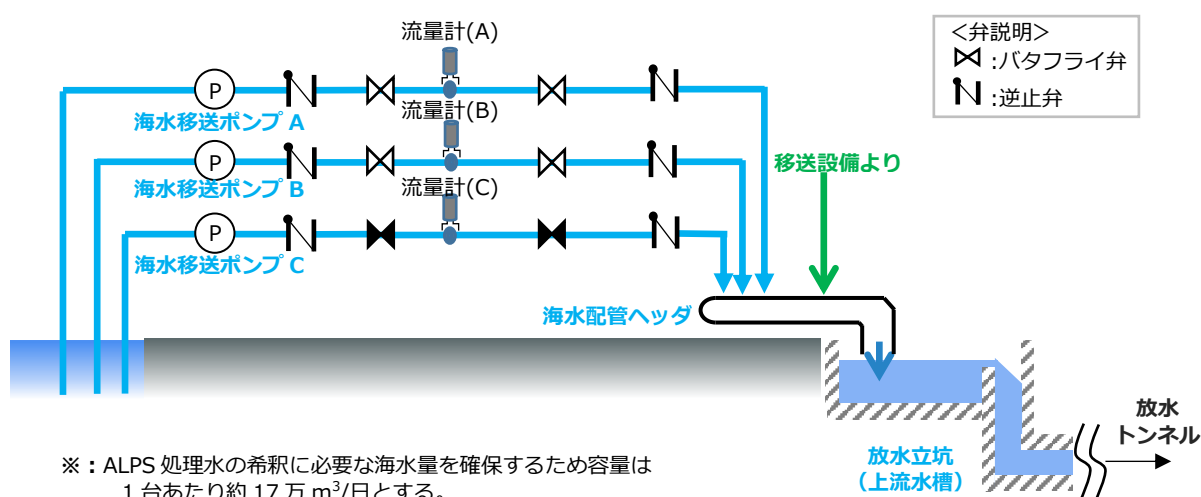 流量計(A)
<弁説明>
:バタフライ弁
:逆止弁
P
海水移送ポンプ A
流量計(B)
P
海水移送ポンプ B
移送設備より
流量計(C)
P
海水移送ポンプ C
海水配管ヘッダ
放水
トンネル
放水立坑
(上流水槽)
※:ALPS 処理水の希釈に必要な海水量を確保するため容量は
1 台あたり約 17 万 m³/日とする。